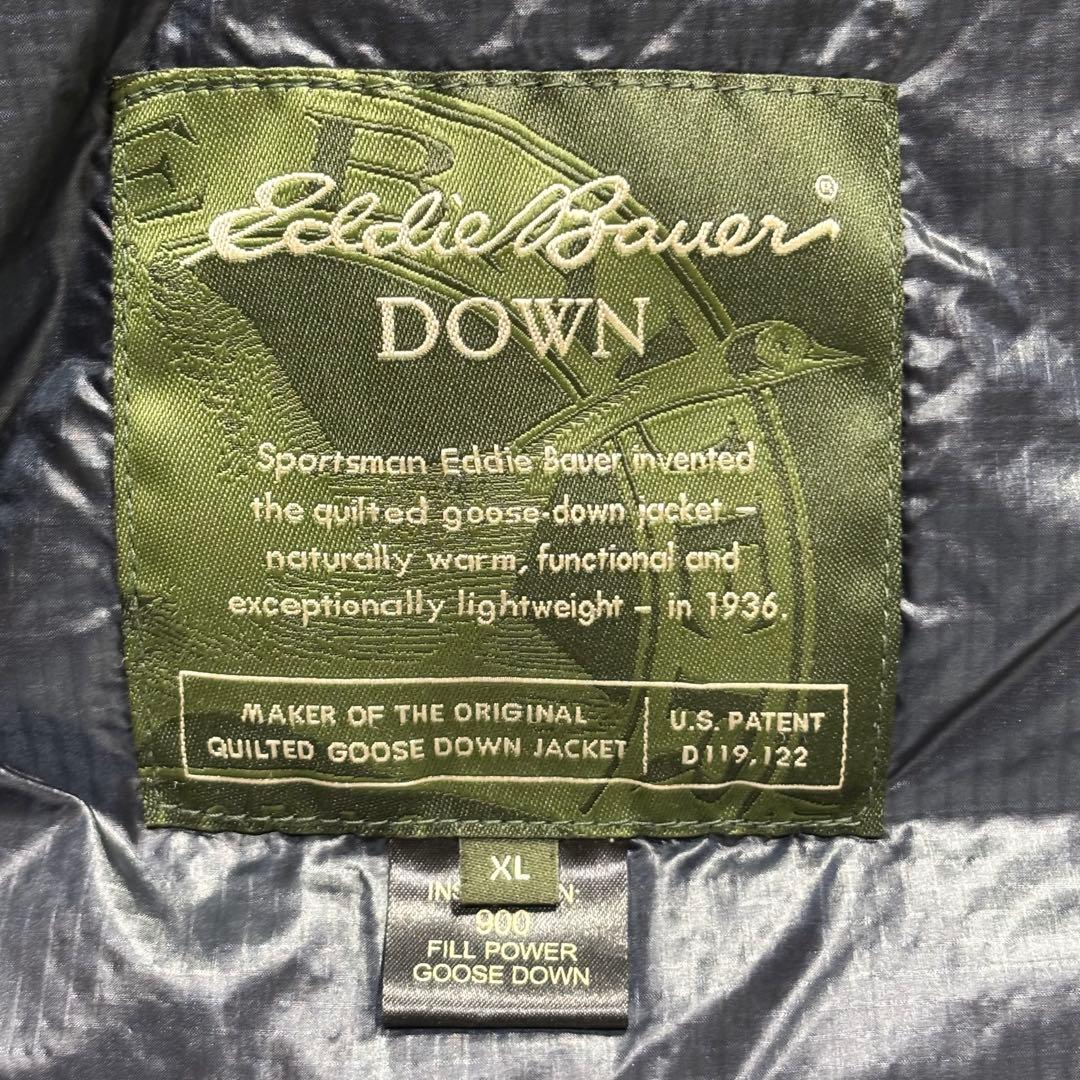 E B
Eddie Bauer®
DOWN
Sportsman Eddie Bauer invented
the quilted goose-down jacket –
naturally warm, functional and
exceptionally lightweight – in 1936.
MAKER OF THE ORIGINAL
QUILTED GOOSE DOWN JACKET
U.S. PATENT
D119,122
XL
900
FILL POWER
GOOSE DOWN